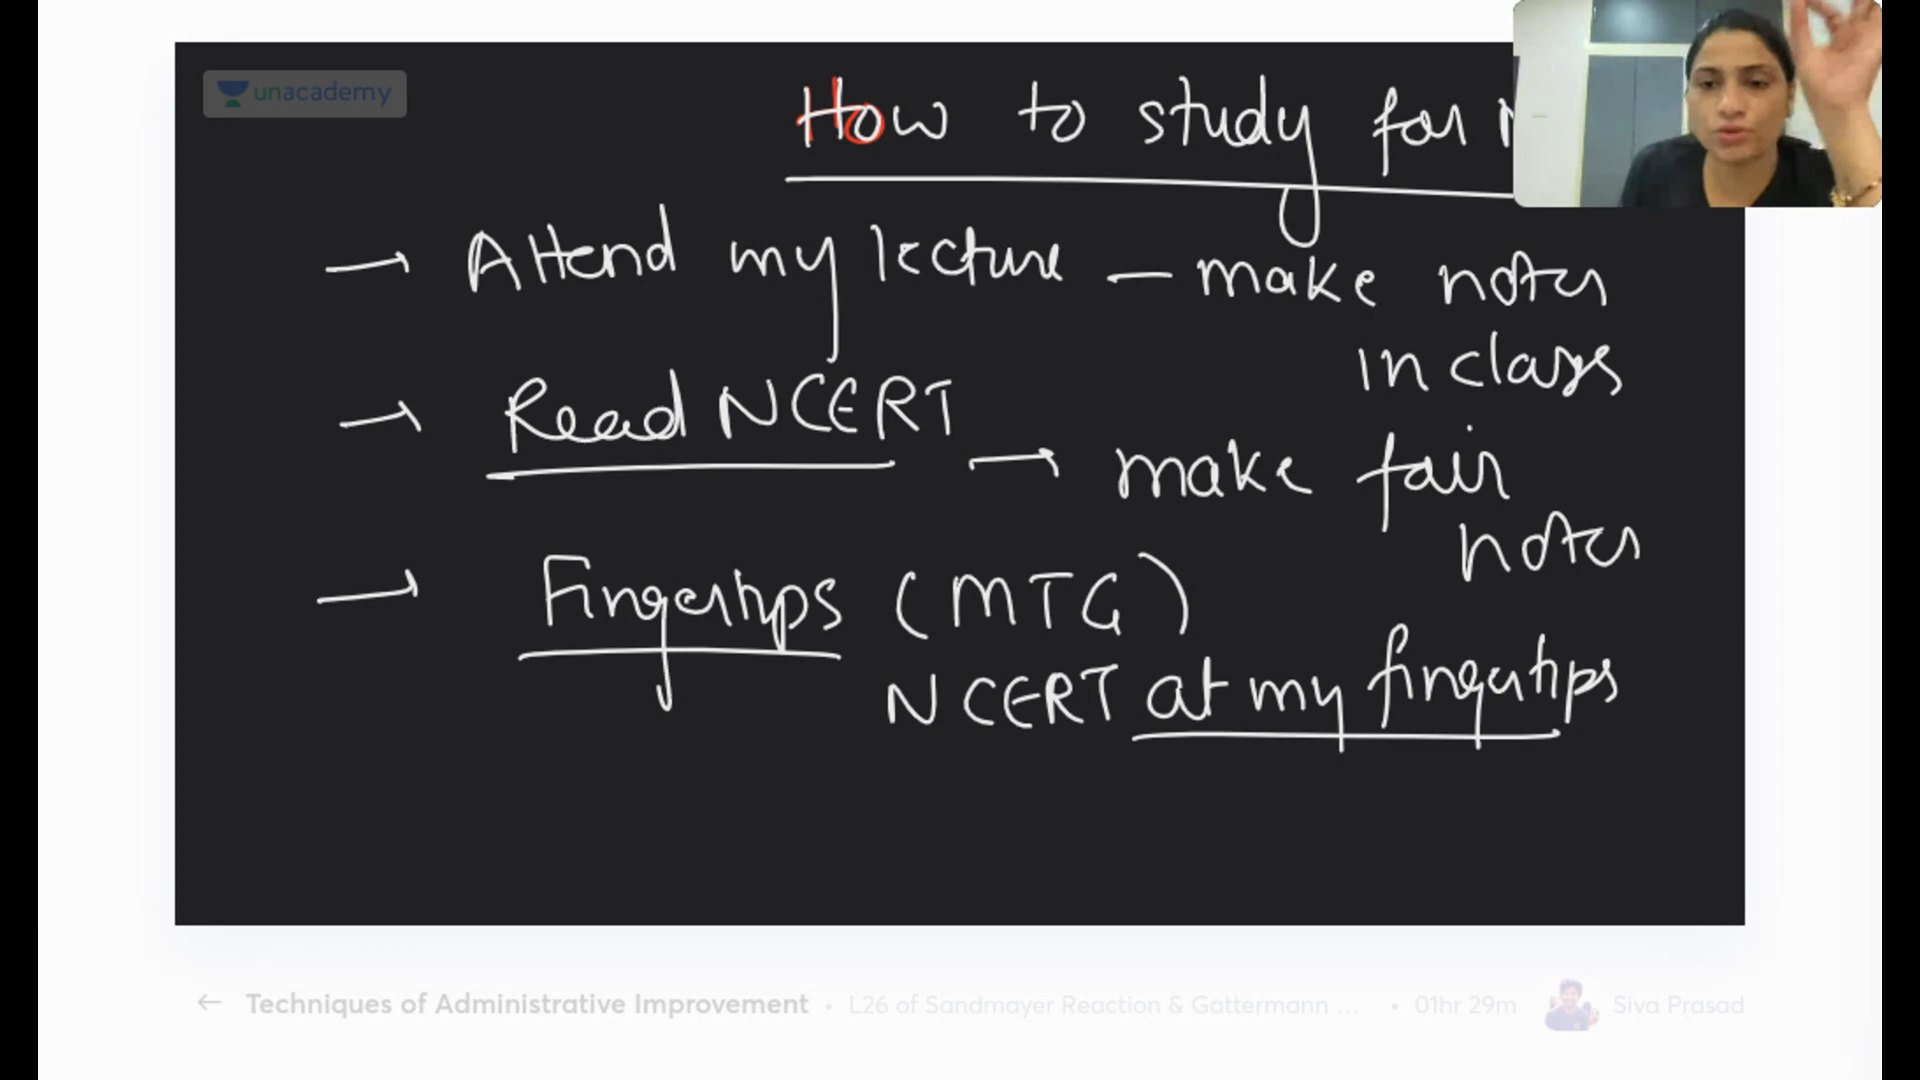 unacademy
How to study for
→ Attend my lecture – make notes
in class
→ Read NCERT
→ make fair
notes
→ Fingertips (MTG)
NCERT at my fingertips
← Techniques of Administrative Improvement • L26 of Sandmayer Reaction & Gattermann ... • 01hr 29m Siva Prasad